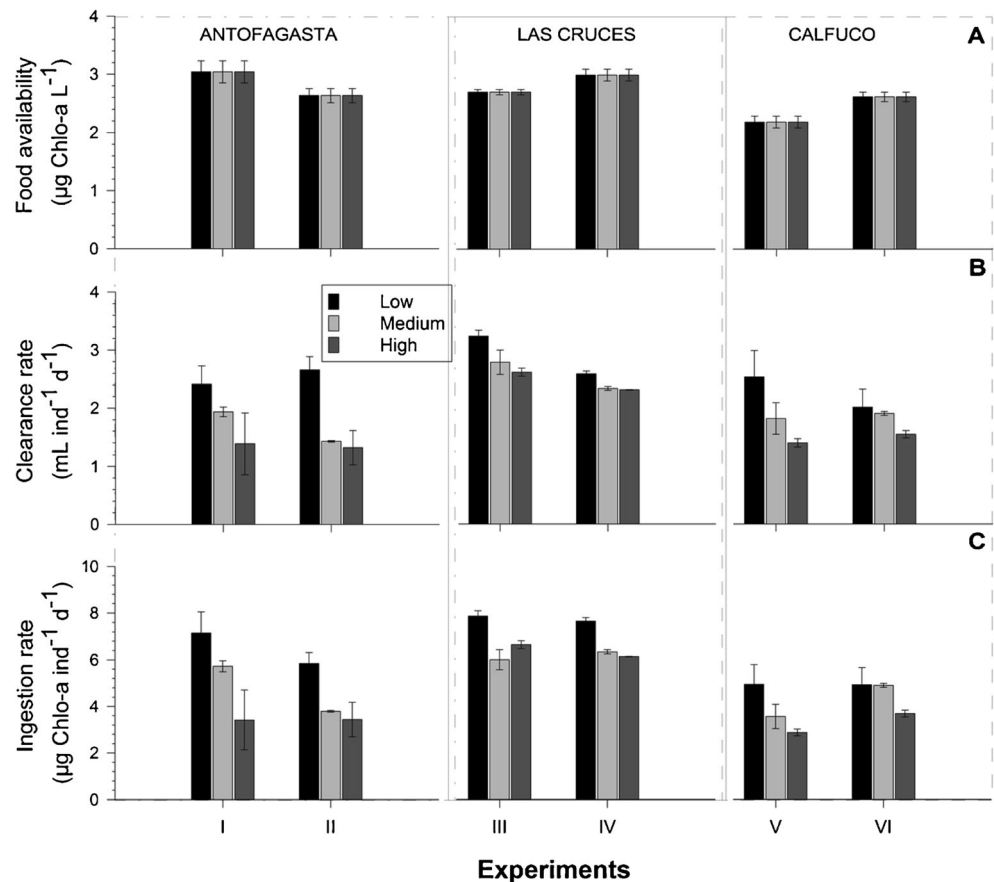 ANTOFAGASTA
LAS CRUCES
CALFUCO
A
Food availability
(µg Chlo-a L⁻¹)
4
3
2
1
0
B
Clearance rate
(mL ind⁻¹ d⁻¹)
4
3
2
1
0
Low
Medium
High
C
Ingestion rate
(µg Chlo-a ind⁻¹ d⁻¹)
10
8
6
4
2
0
I
II
III
IV
V
VI
Experiments